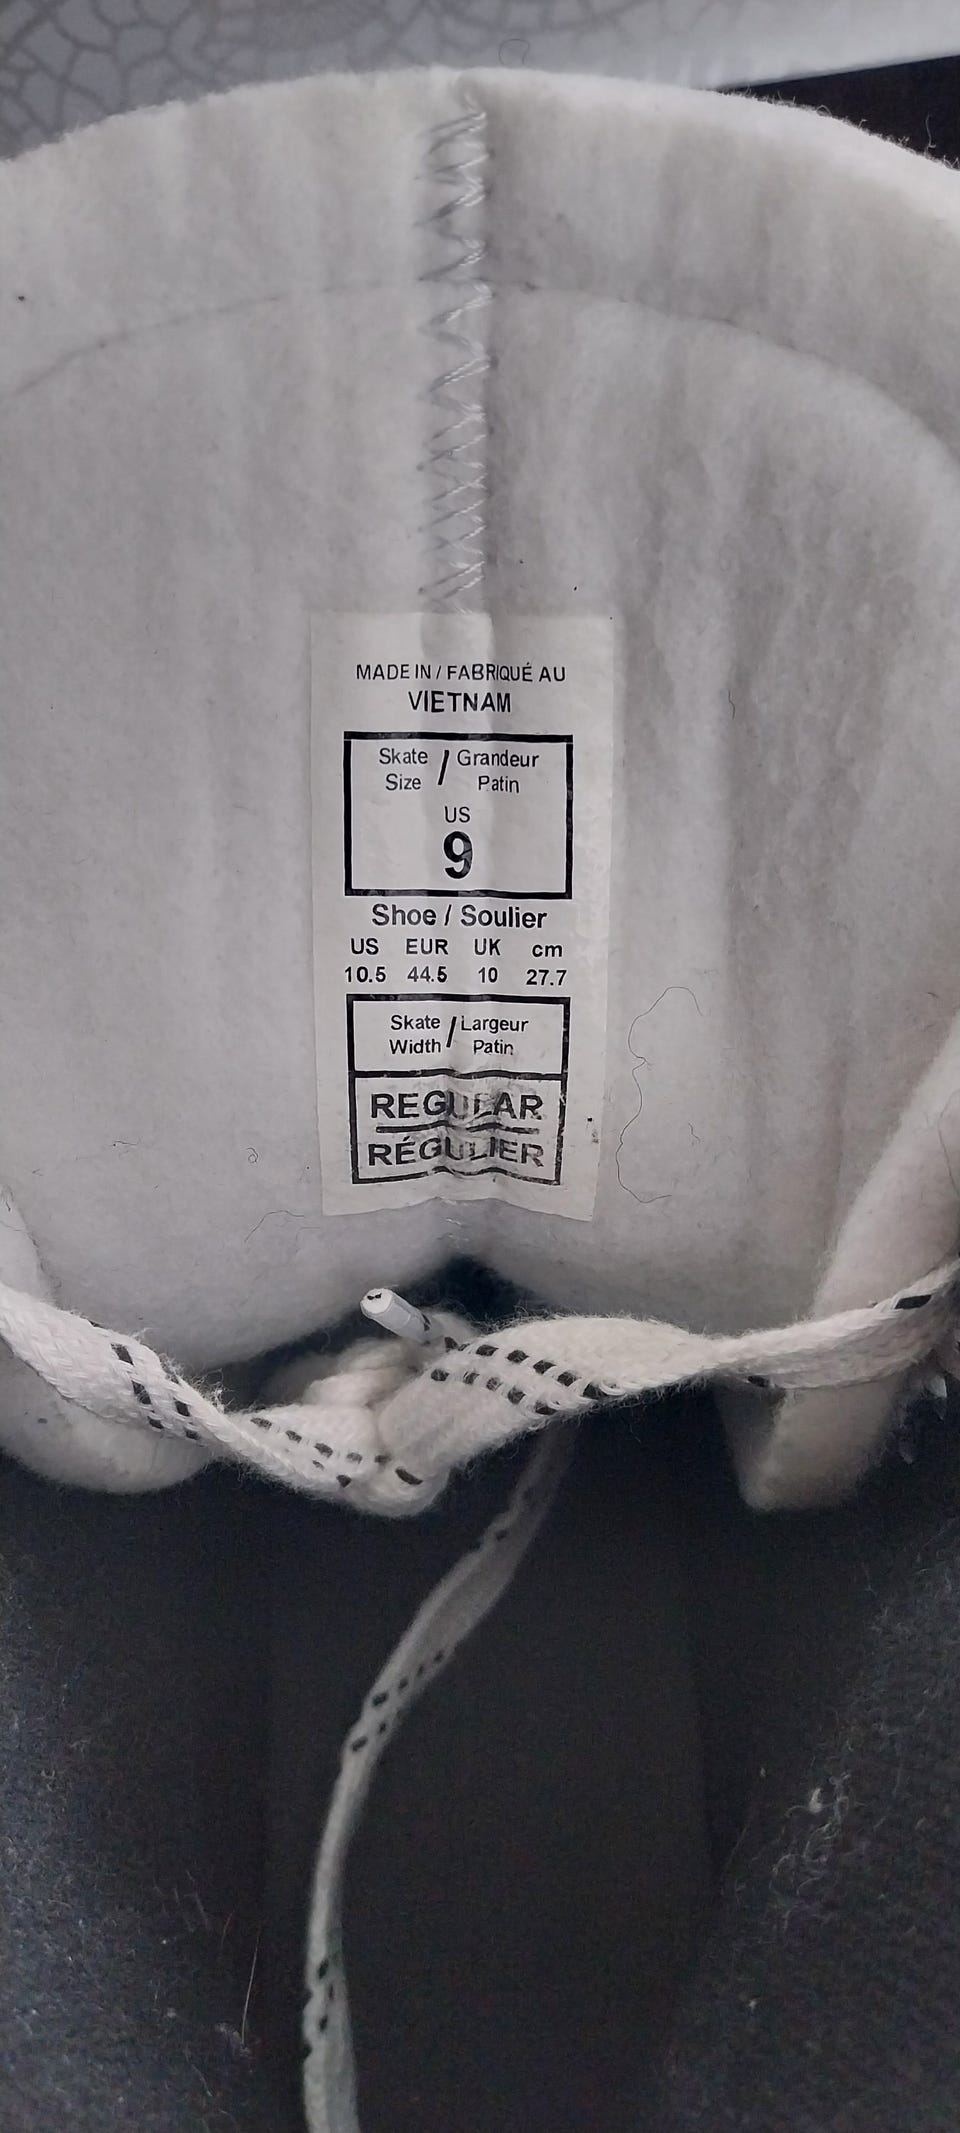 MADE IN / FABRIQUÉ AU
VIETNAM
Skate Size / Grandeur Patin
US
9
Shoe / Soulier
US EUR UK cm
10.5 44.5 10 27.7
Skate Width / Largeur Patin
REGULAR
RÉGULIER